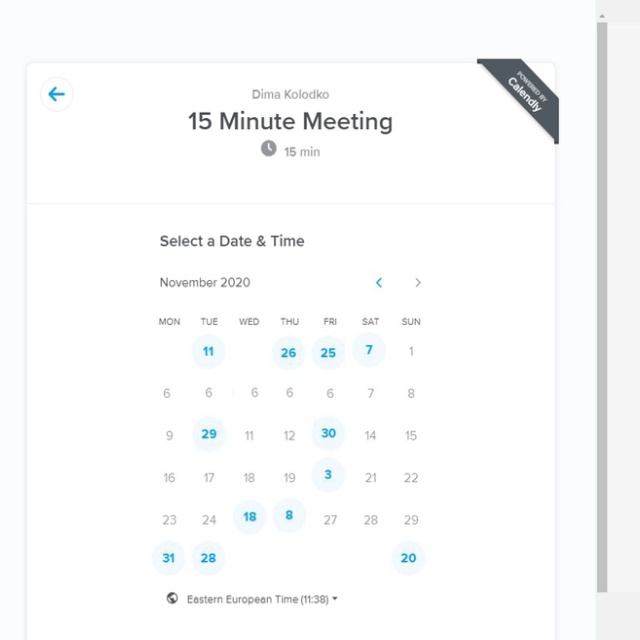 POWERED BY
Calendly
Dima Kolodko
15 Minute Meeting
15 min
Select a Date & Time
November 2020
MON TUE WED THU FRI SAT SUN
11 26 25 7 1
6 6 6 6 6 7 8
9 29 11 12 30 14 15
16 17 18 19 3 21 22
23 24 18 8 27 28 29
31 28 20
Eastern European Time (11:38)